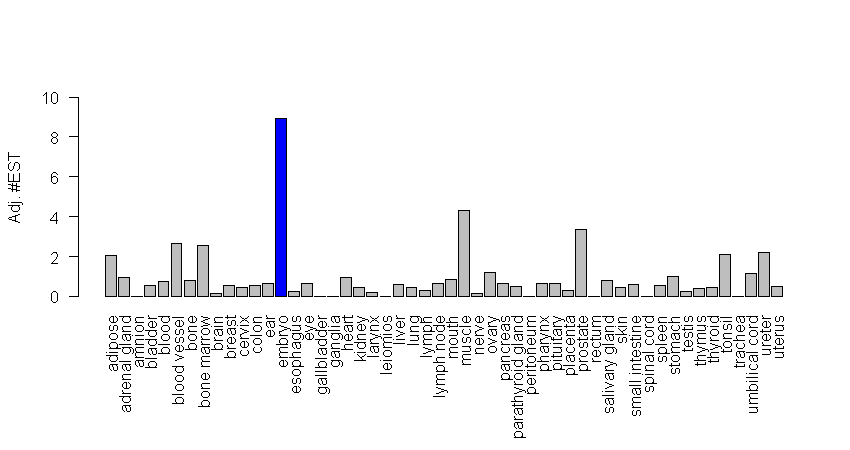 Adj. #EST
10
8
6
4
2
0
adipose
adrenal gland
amnion
bladder
blood
blood vessel
bone
bone marrow
brain
breast
cervix
colon
ear
embryo
esophagus
eye
gallbladder
ganglia
heart
kidney
larynx
leiomios
liver
lung
lymph
lymph node
mouth
muscle
nerve
ovary
pancreas
parathyroid gland
peritoneum
pharynx
pituitary
placenta
prostate
rectum
salivary gland
skin
small intestine
spinal cord
spleen
stomach
testis
thymus
thyroid
tonsil
trachea
umbilical cord
ureter
uterus